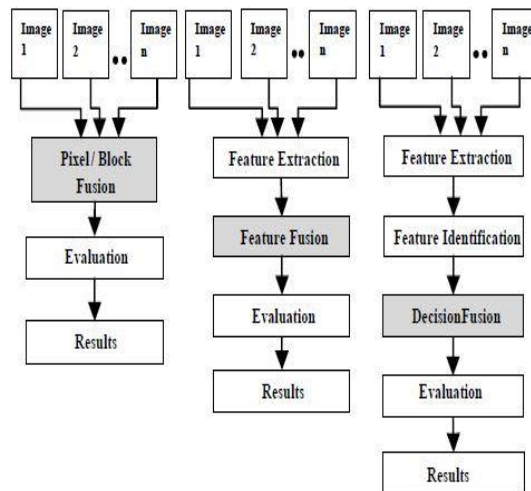 Image
1
Image
2
••
Image
n
Pixel / Block
Fusion
Evaluation
Results
Image
1
Image
2
••
Image
n
Feature Extraction
Feature Fusion
Evaluation
Results
Image
1
Image
2
••
Image
n
Feature Extraction
Feature Identification
DecisionFusion
Evaluation
Results